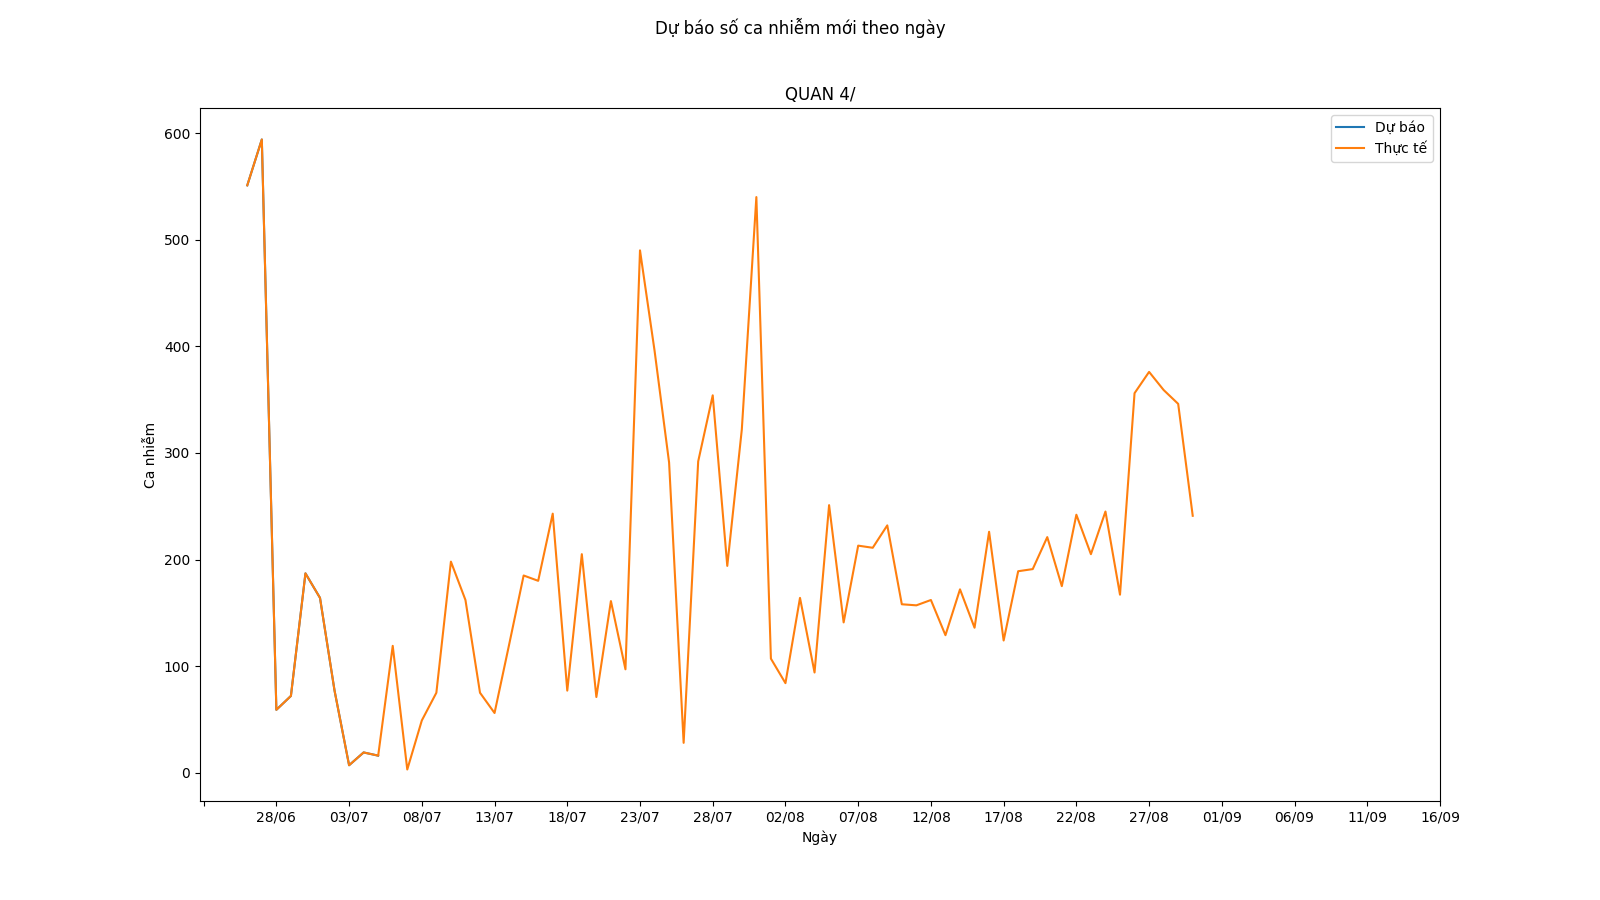 Dự báo số ca nhiễm mới theo ngày
QUAN 4/
Dự báo
Thực tế
600
500
400
300
200
100
0
Ca nhiễm
28/06 03/07 08/07 13/07 18/07 23/07 28/07 02/08 07/08 12/08 17/08 22/08 27/08 01/09 06/09 11/09 16/09
Ngày